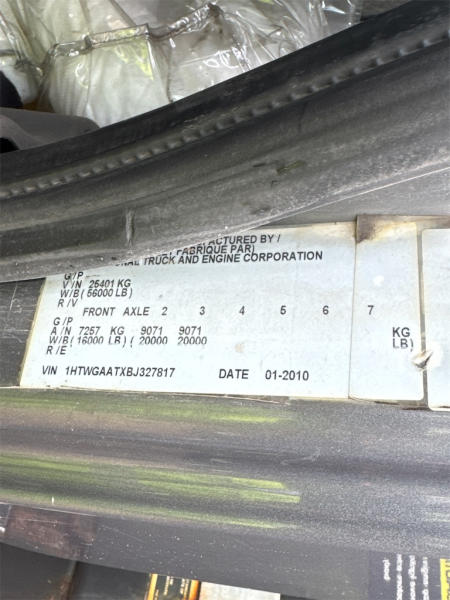 ACTURED BY /
FABRIQUE PAR)
ONAL TRUCK AND ENGINE CORPORATION
G/P
V/N 25401 KG
W/B( 56000 LB)
R/V
FRONT AXLE 2 3 4 5 6 7
G/P
A/N 7257 KG 9071 9071 KG
W/B( 16000 LB)( 20000 20000 LB)
R/E
VIN 1HTWGAATXBJ327817 DATE 01-2010